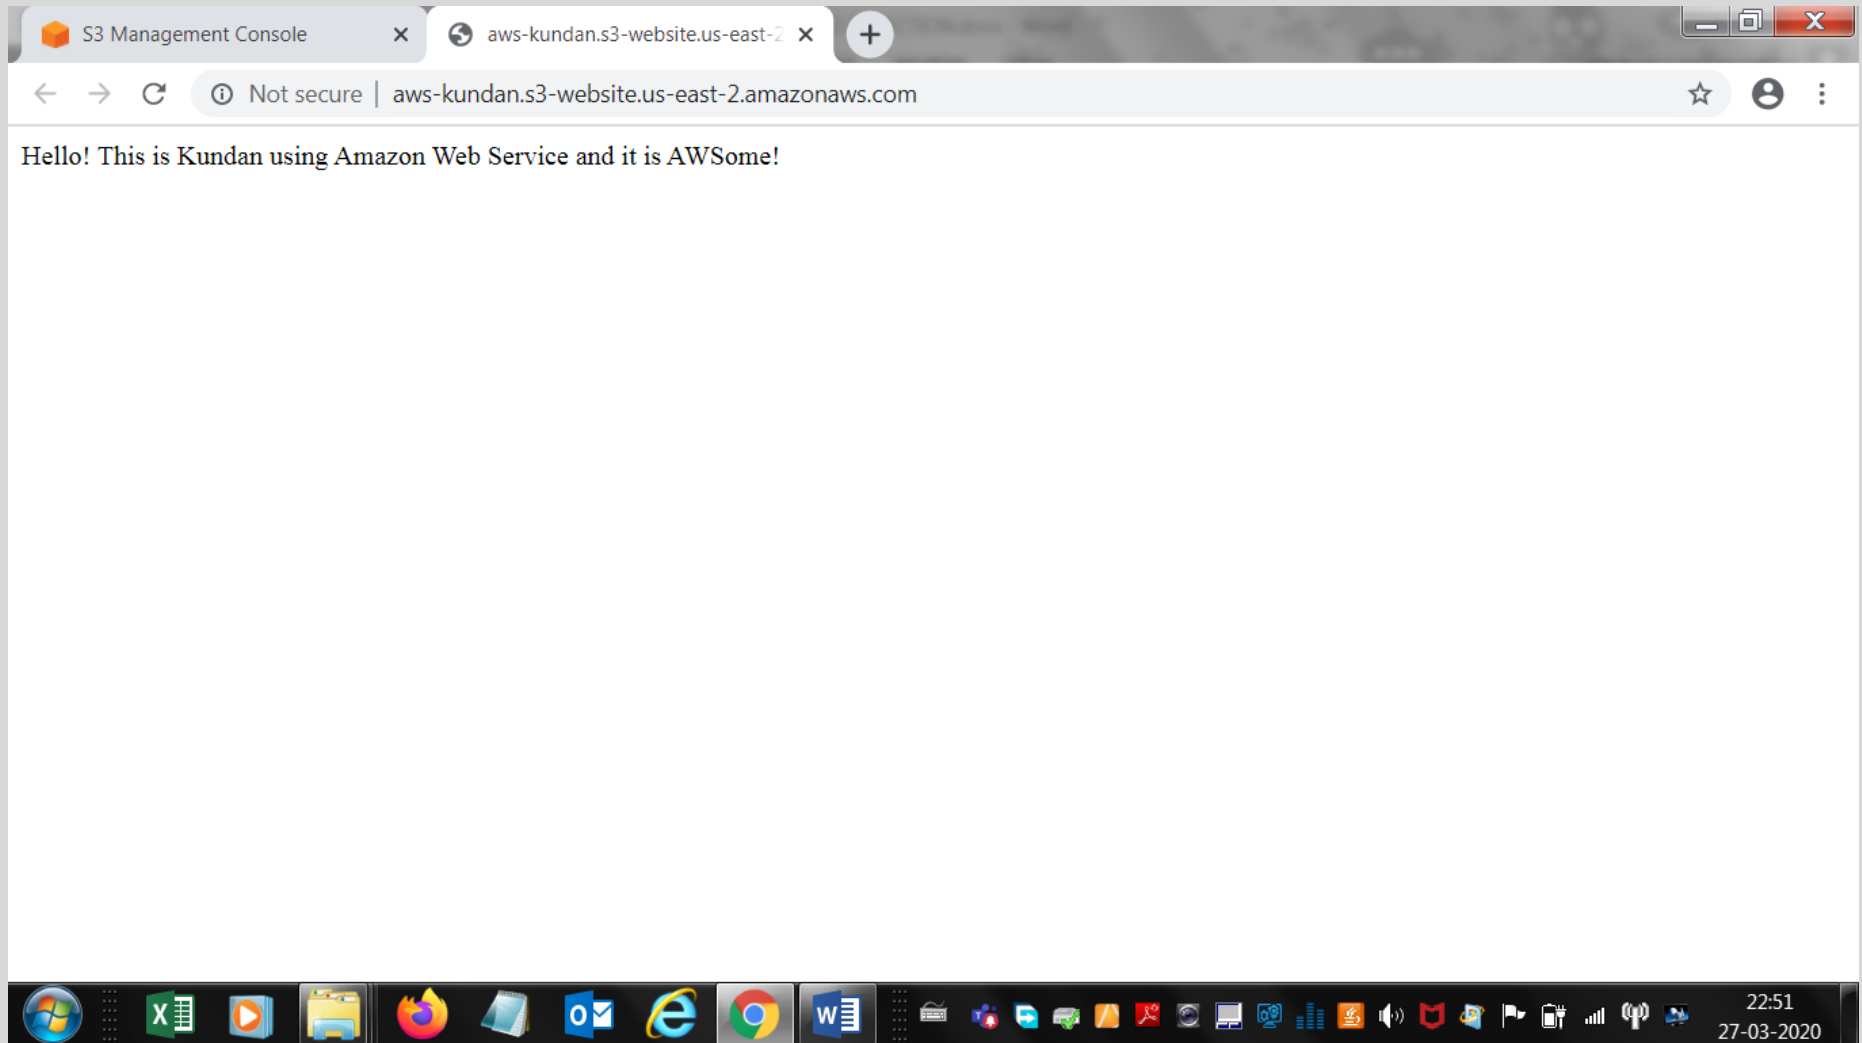 S3 Management Console
aws-kundan.s3-website.us-east-2
Not secure | aws-kundan.s3-website.us-east-2.amazonaws.com
Hello! This is Kundan using Amazon Web Service and it is AWSome!
22:51
27-03-2020